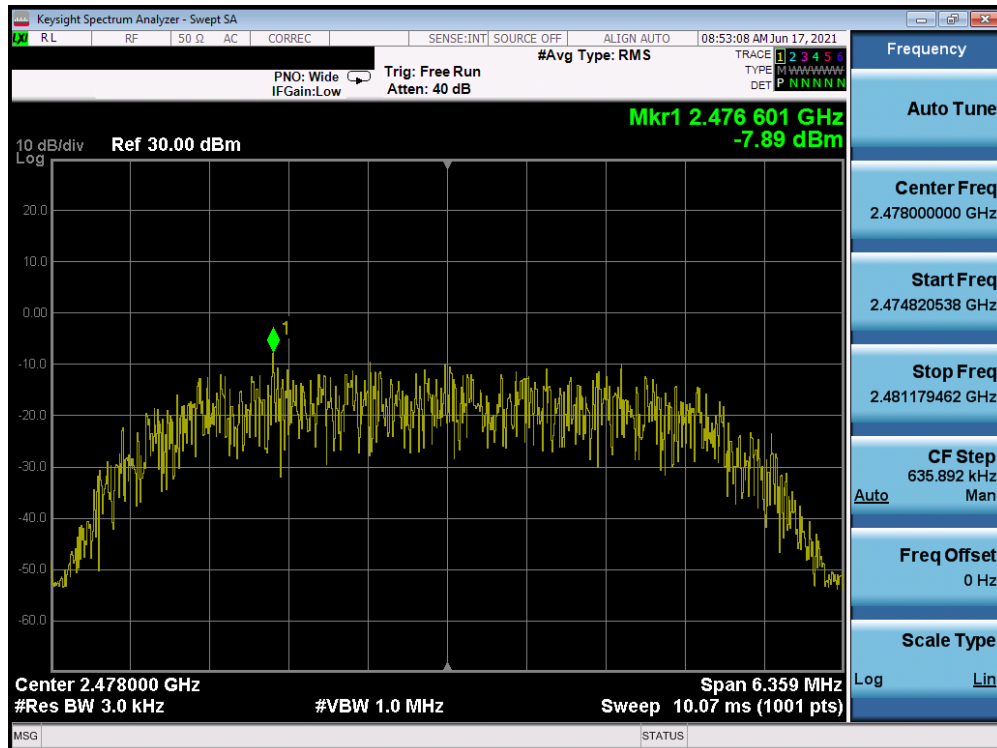 Keysight Spectrum Analyzer - Swept SA
LXI RL RF 50 Ω AC CORREC SENSE:INT SOURCE OFF ALIGN AUTO 08:53:08 AM Jun 17, 2021
#Avg Type: RMS TRACE 1 2 3 4 5 6
PNO: Wide Trig: Free Run TYPE M WWWWW
IFGain:Low Atten: 40 dB DET P N N N N N
Mkr1 2.476 601 GHz
-7.89 dBm
10 dB/div Ref 30.00 dBm
Log
20.0
10.0
0.00
1
-10.0
-20.0
-30.0
-40.0
-50.0
-60.0
Center 2.478000 GHz Span 6.359 MHz
#Res BW 3.0 kHz #VBW 1.0 MHz Sweep 10.07 ms (1001 pts)
MSG STATUS
Frequency
Auto Tune
Center Freq
2.478000000 GHz
Start Freq
2.474820538 GHz
Stop Freq
2.481179462 GHz
CF Step
635.892 kHz
Auto Man
Freq Offset
0 Hz
Scale Type
Log Lin